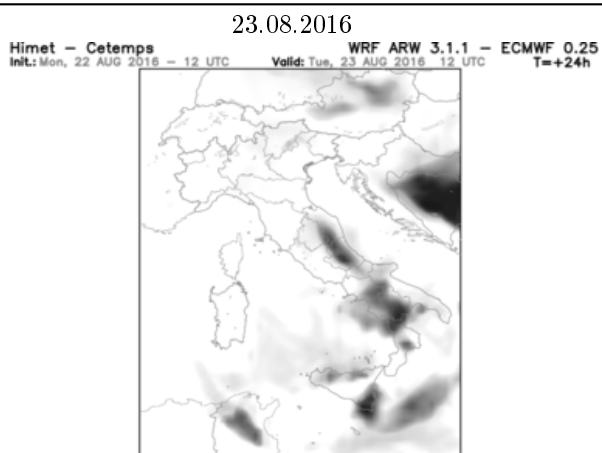 23.08.2016
Himet – Cetemps WRF ARW 3.1.1 – ECMWF 0.25
Init.: Mon, 22 AUG 2016 – 12 UTC Valid: Tue, 23 AUG 2016 12 UTC T=+24h